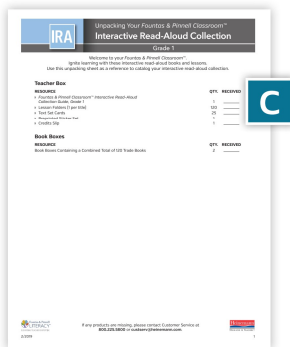 IRA
Unpacking Your Fountas & Pinnell Classroom™
Interactive Read-Aloud Collection
Grade 1
Welcome to your Fountas & Pinnell Classroom™.
Ignite learning with these interactive read-aloud books and lessons.
Use this unpacking sheet as a reference to catalog your interactive read-aloud collection.
C
Teacher Box
RESOURCE QTY. RECEIVED
• Fountas & Pinnell Classroom™ Interactive Read-Aloud
Collection Guide, Grade 1 1
• Lesson Folders (1 per title) 120
• Text Set Cards 25
1
• Credits Slip 1
Book Boxes
RESOURCE QTY. RECEIVED
Book Boxes Containing a Combined Total of 120 Trade Books 2
Fountas & Pinnell
LITERACY
If any products are missing, please contact Customer Service at
800.225.5800 or custserv@heinemann.com.
Heinemann
1